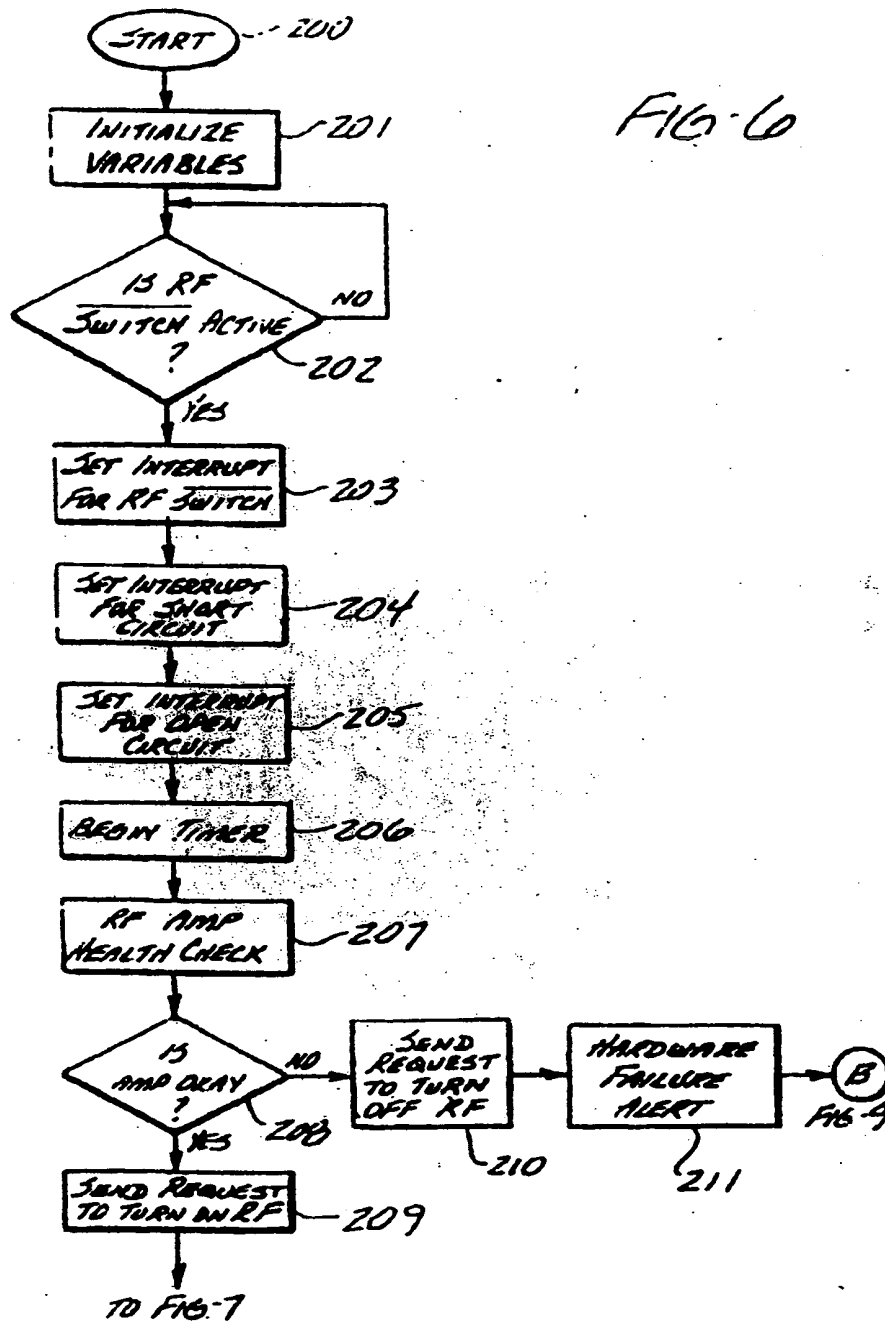 START
200
FIG-6
INITIALIZE
VARIABLES
201
IS RF
SWITCH ACTIVE
?
NO
202
YES
SET INTERRUPT
FOR RF SWITCH
203
SET INTERRUPT
FOR SHORT
CIRCUIT
204
SET INTERRUPT
FOR OPEN
CIRCUIT
205
BEGIN TIMER
206
RF AMP
HEALTH CHECK
207
IS
AMP OKAY
?
NO
208
YES
SEND
REQUEST
TO TURN
OFF RF
210
HARDWARE
FAILURE
ALERT
211
B
FIG-9
SEND REQUEST
TO TURN ON RF
209
TO FIG-7